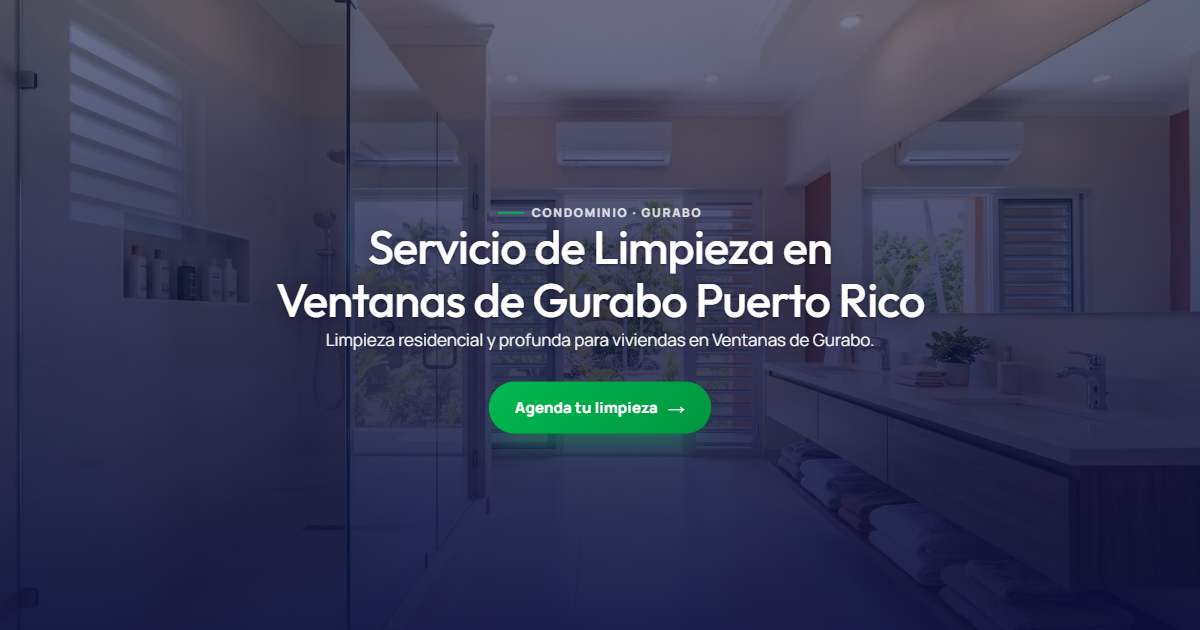 CONDOMINIO · GURABO
Servicio de Limpieza en
Ventanas de Gurabo Puerto Rico
Limpieza residencial y profunda para viviendas en Ventanas de Gurabo.
Agenda tu limpieza →